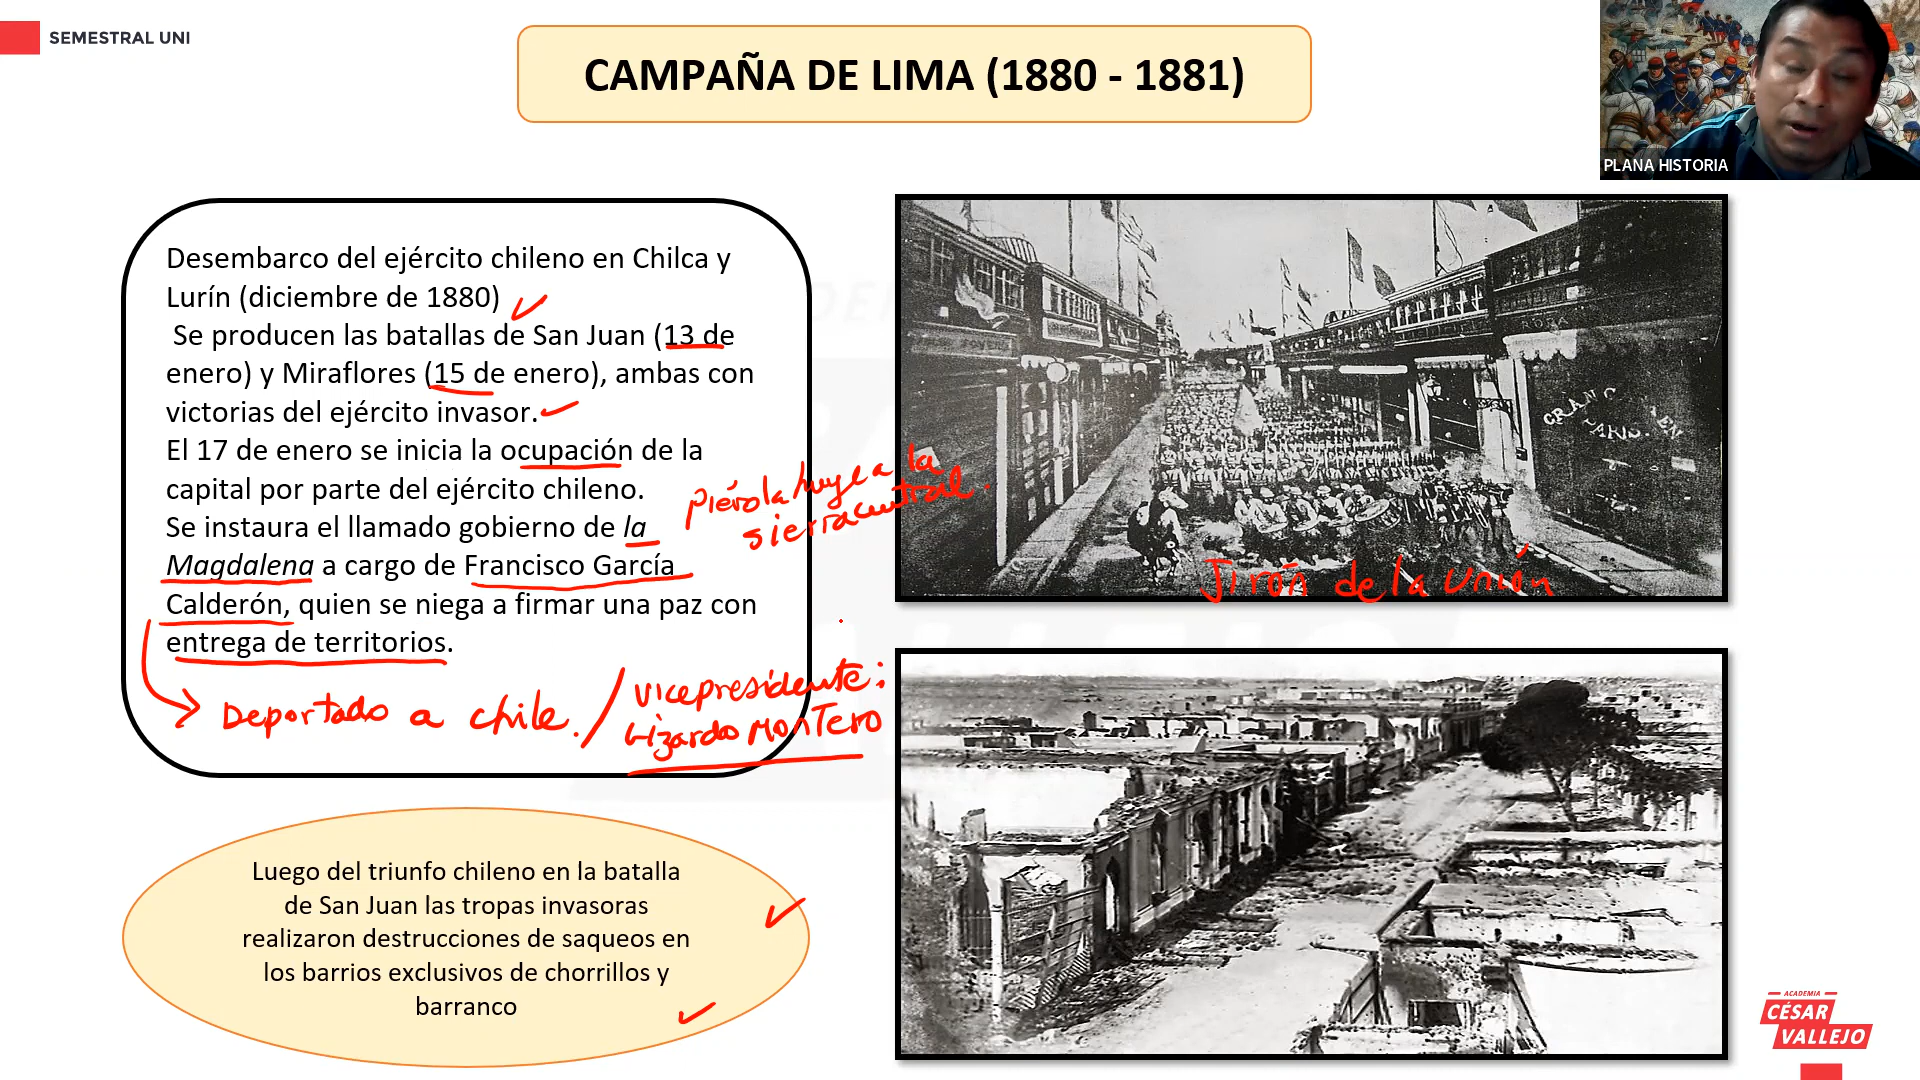 SEMESTRAL UNI
CAMPAÑA DE LIMA (1880 - 1881)
PLANA HISTORIA
Desembarco del ejército chileno en Chilca y
Lurín (diciembre de 1880)
Se producen las batallas de San Juan (13 de
enero) y Miraflores (15 de enero), ambas con
victorias del ejército invasor.
El 17 de enero se inicia la ocupación de la
capital por parte del ejército chileno.
Se instaura el llamado gobierno de la
Magdalena a cargo de Francisco García
Calderón, quien se niega a firmar una paz con
entrega de territorios.
Piérola huye a la
sierra central.
Deportado a chile. / vicepresidente:
Lizardo Montero
Jirón de la Unión
Luego del triunfo chileno en la batalla
de San Juan las tropas invasoras
realizaron destrucciones de saqueos en
los barrios exclusivos de chorrillos y
barranco
ACADEMIA
CÉSAR
VALLEJO